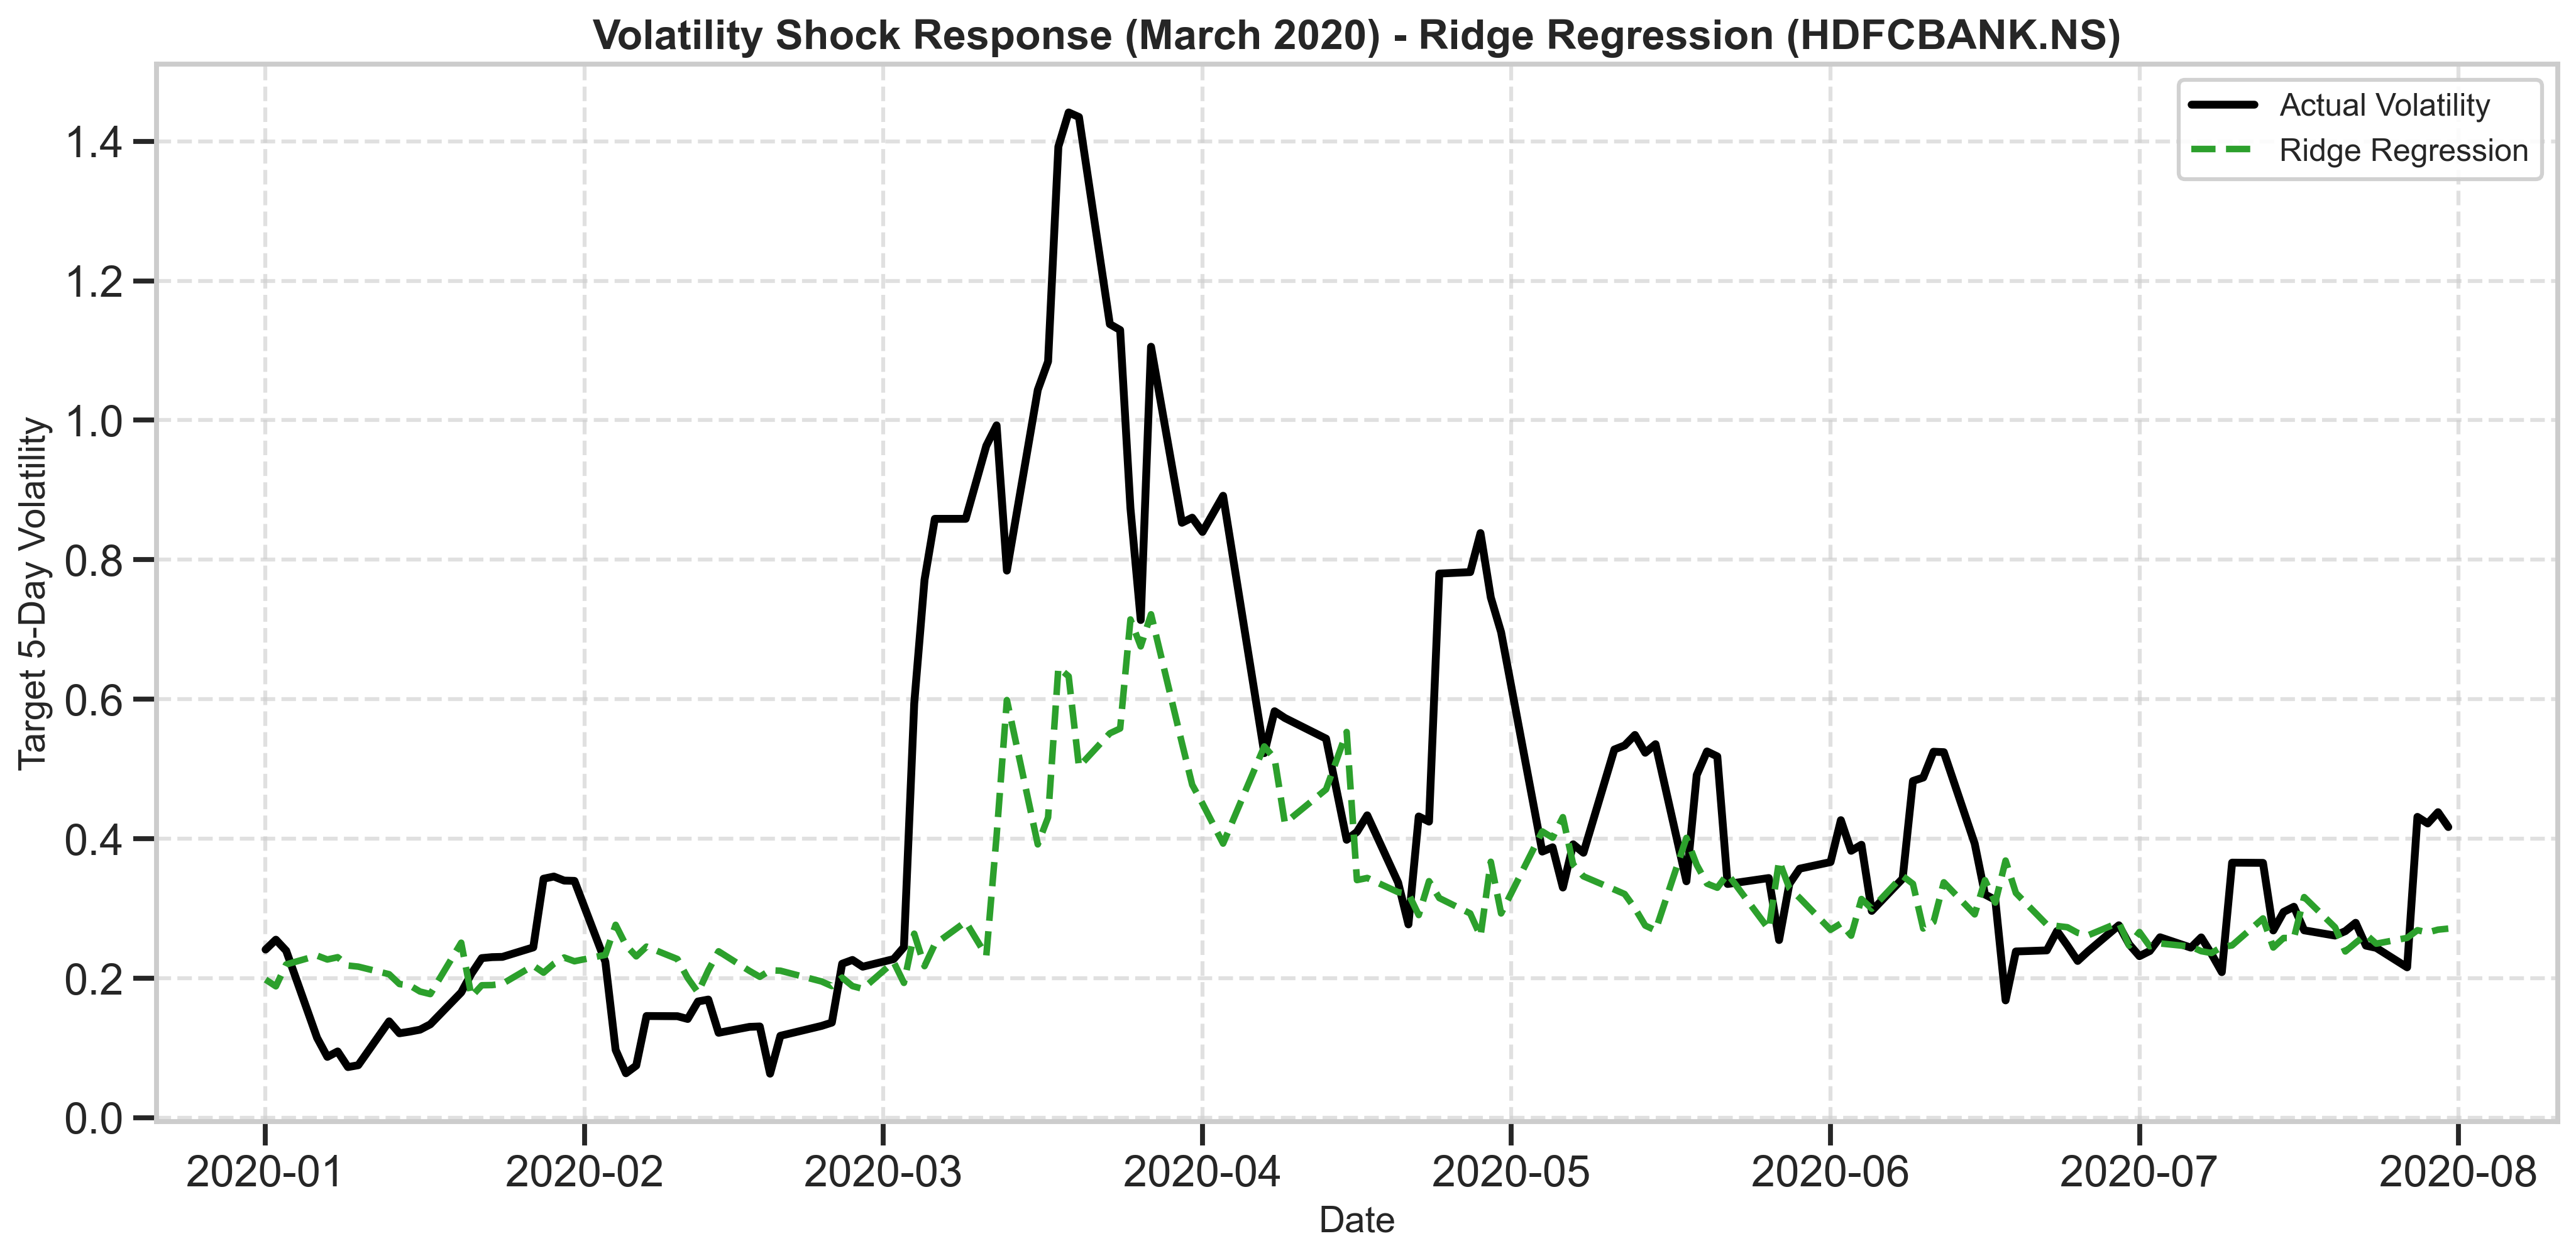 Volatility Shock Response (March 2020) - Ridge Regression (HDFCBANK.NS)
Actual Volatility
Ridge Regression
Target 5-Day Volatility
1.4
1.2
1.0
0.8
0.6
0.4
0.2
0.0
2020-01 2020-02 2020-03 2020-04 2020-05 2020-06 2020-07 2020-08
Date